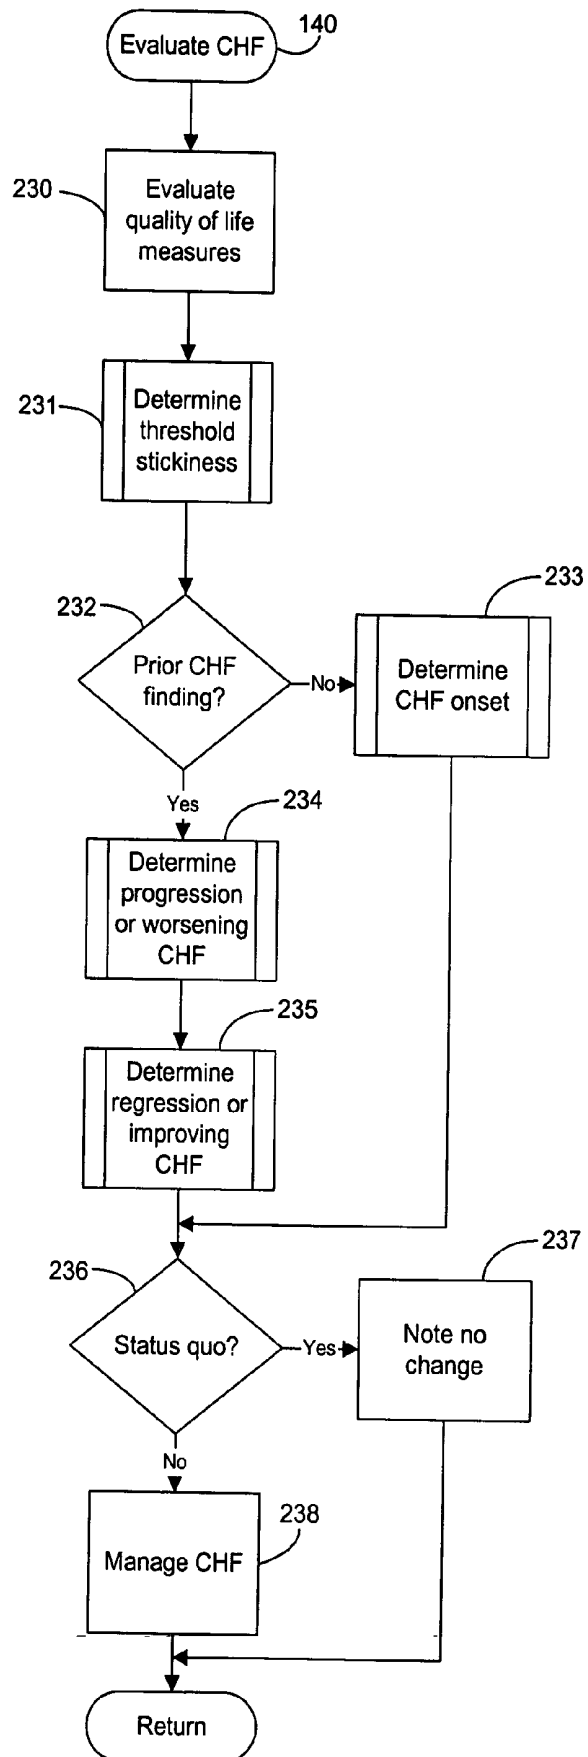 Evaluate CHF
140
230
Evaluate
quality of life
measures
231
Determine
threshold
stickiness
232
Prior CHF
finding?
No
233
Determine
CHF onset
Yes
234
Determine
progression
or worsening
CHF
235
Determine
regression or
improving
CHF
236
Status quo?
Yes
237
Note no
change
No
Manage CHF
238
Return